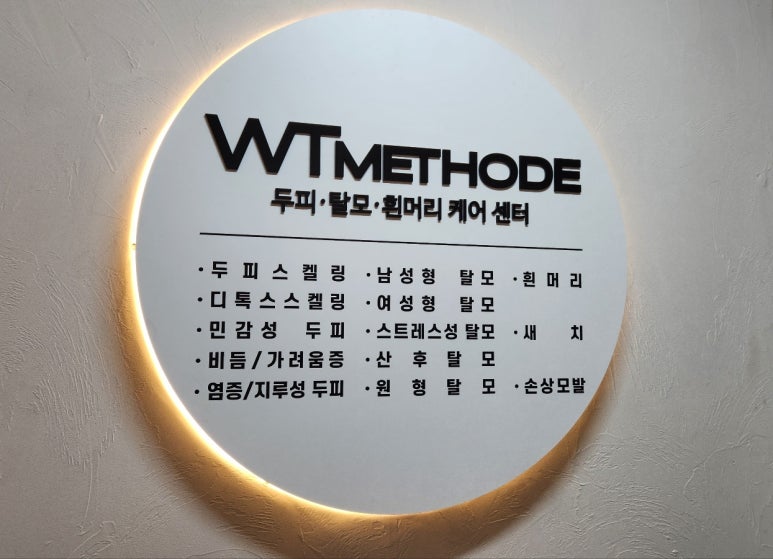 WTMETHODE
두피·탈모·흰머리 케어 센터
·두피스켈링 ·남성형 탈모 ·흰머리
·디톡스스켈링 ·여성형 탈모
·민감성 두피 ·스트레스성 탈모 ·새치
·비듬/가려움증 ·산후탈모
·염증/지루성 두피 ·원형탈모 ·손상모발